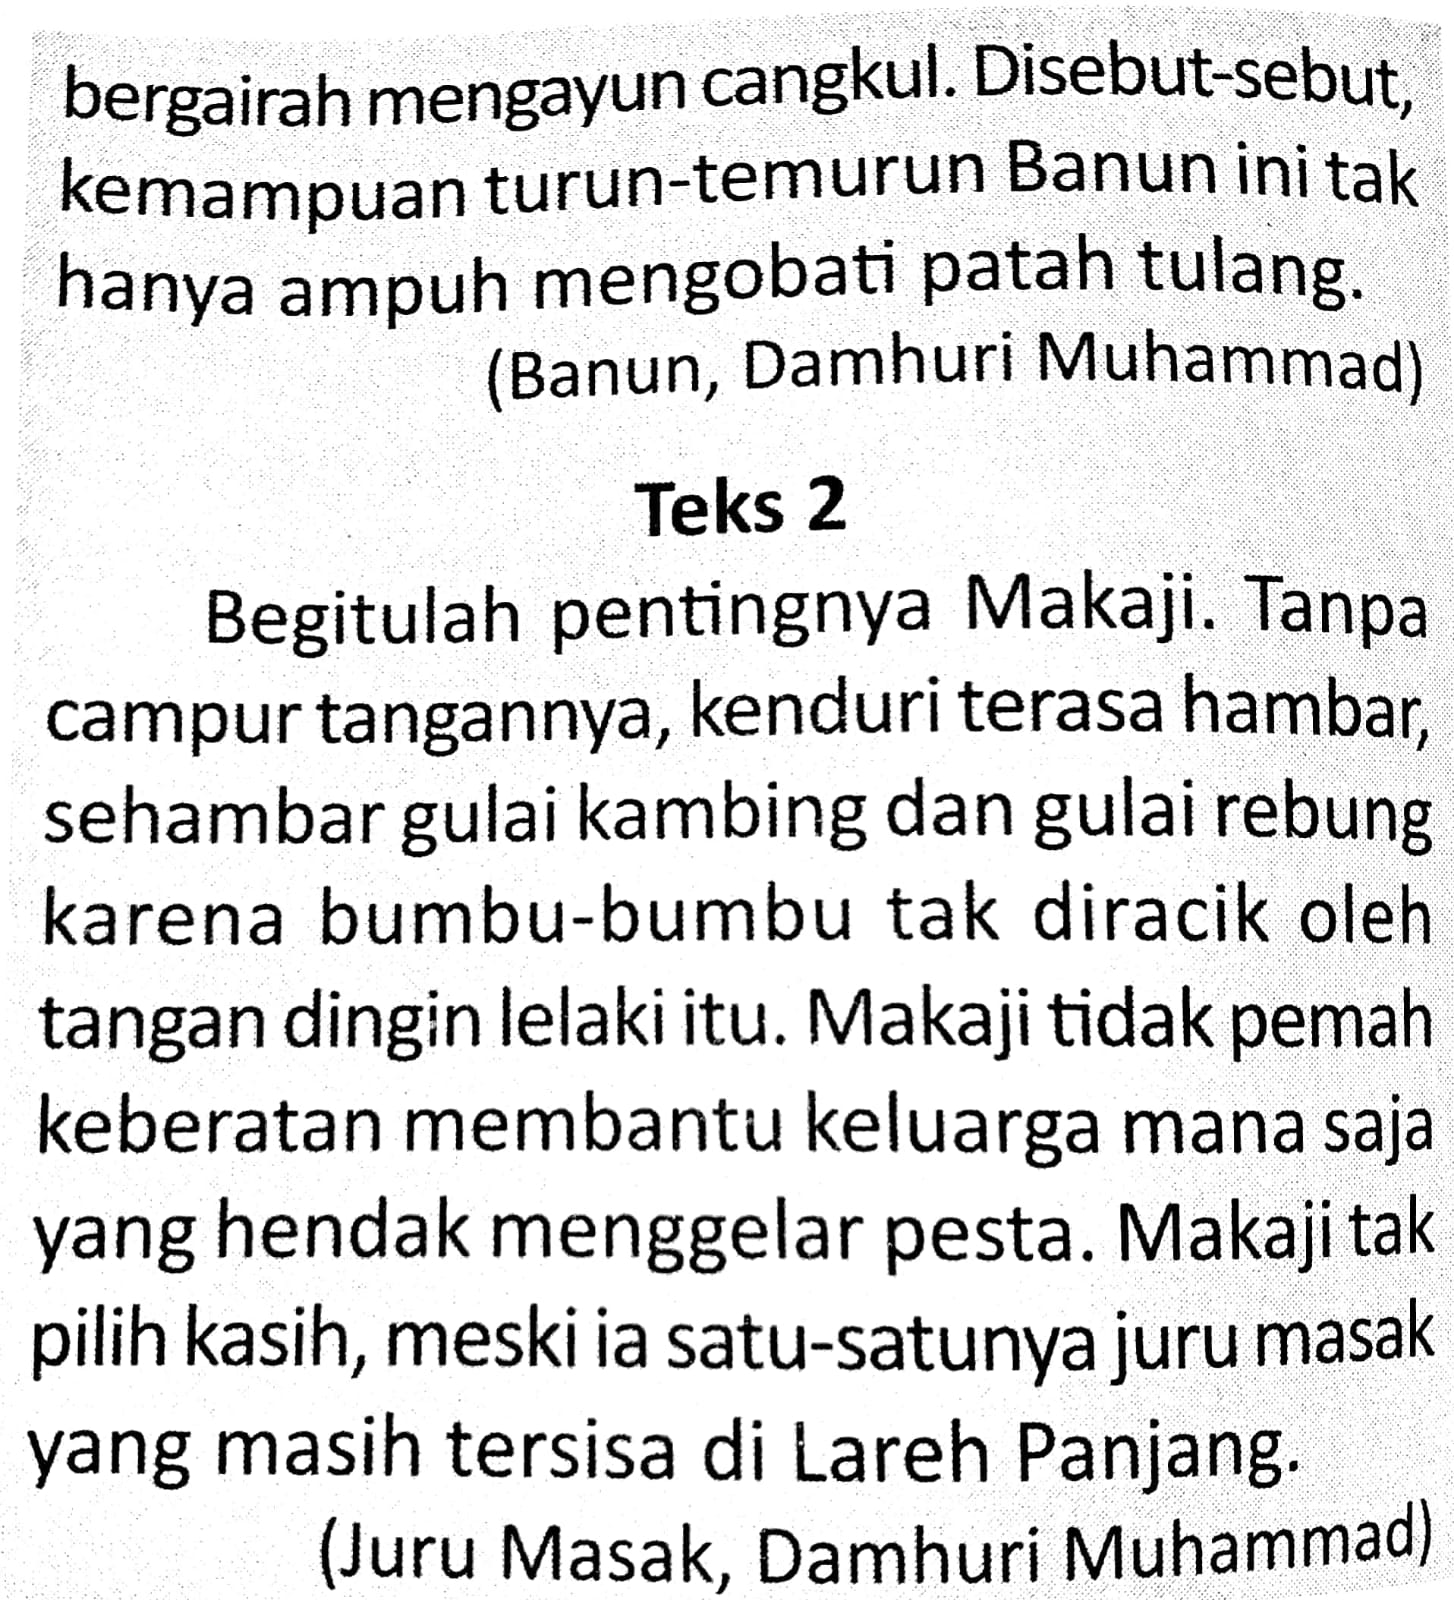 bergairah mengayun cangkul. Disebut-sebut,
kemampuan turun-temurun Banun ini tak
hanya ampuh mengobati patah tulang.
(Banun, Damhuri Muhammad)
Teks 2
Begitulah pentingnya Makaji. Tanpa
campur tangannya, kenduri terasa hambar,
sehambar gulai kambing dan gulai rebung
karena bumbu-bumbu tak diracik oleh
tangan dingin lelaki itu. Makaji tidak pemah
keberatan membantu keluarga mana saja
yang hendak menggelar pesta. Makaji tak
pilih kasih, meski ia satu-satunya juru masak
yang masih tersisa di Lareh Panjang.
(Juru Masak, Damhuri Muhammad)